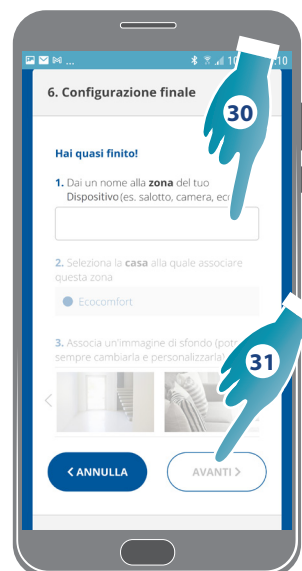 10
6. Configurazione finale
30
Hai quasi finito!
1. Dai un nome alla zona del tuo
Dispositivo (es. salotto, camera,
2. Seleziona la casa alla quale associare
questa zona
Ecocomfort
3. Associa un'immagine di sfondo
sempre cambiarla e personalizzarla
31
< ANNULLA
AVANTI >